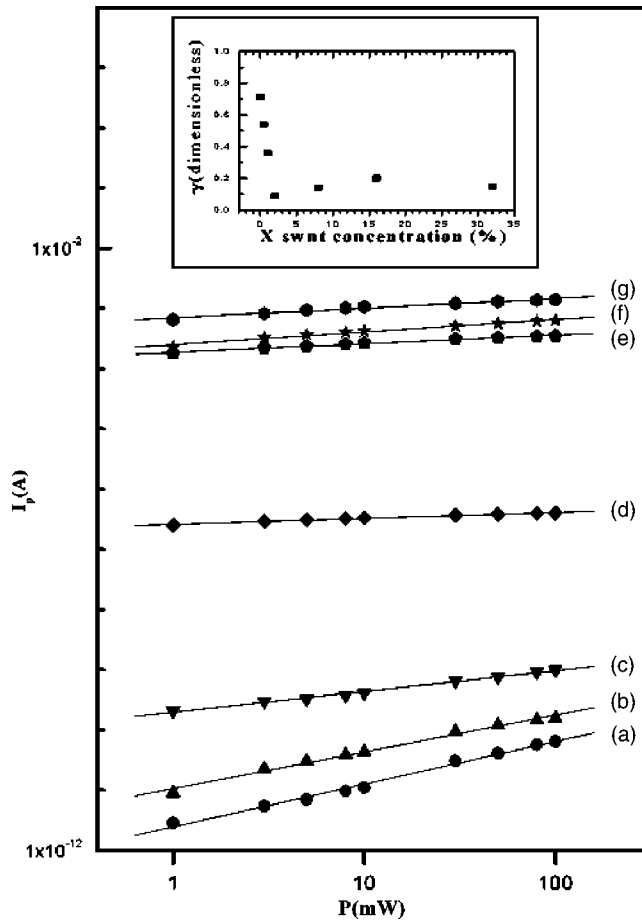 1.0
0.8
0.6
0.4
0.2
0.0
γ(dimensionless)
0 5 10 15 20 25 30 35
X swnt concentration (%)
1x10⁻²
(g)
(f)
(e)
(d)
(c)
(b)
(a)
Iₚ(A)
1x10⁻¹²
1 10 100
P(mW)